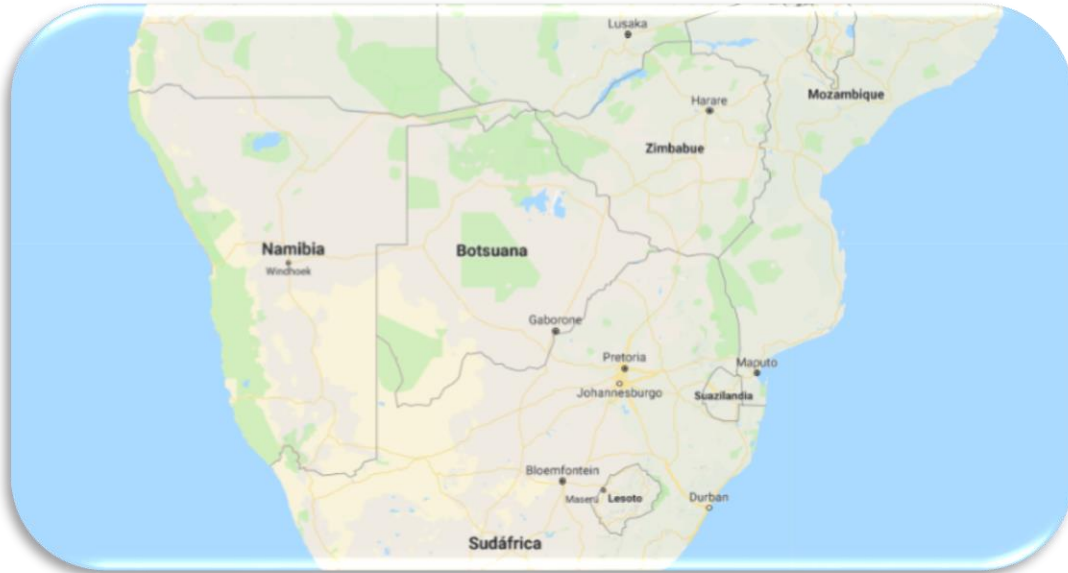 Lusaka
Harare
Mozambique
Zimbabue
Namibia
Windhoek
Botsuana
Gaborone
Pretoria
Johannesburgo
Maputo
Suazilandia
Bloemfontein
Maseru
Lesoto
Durban
Sudáfrica